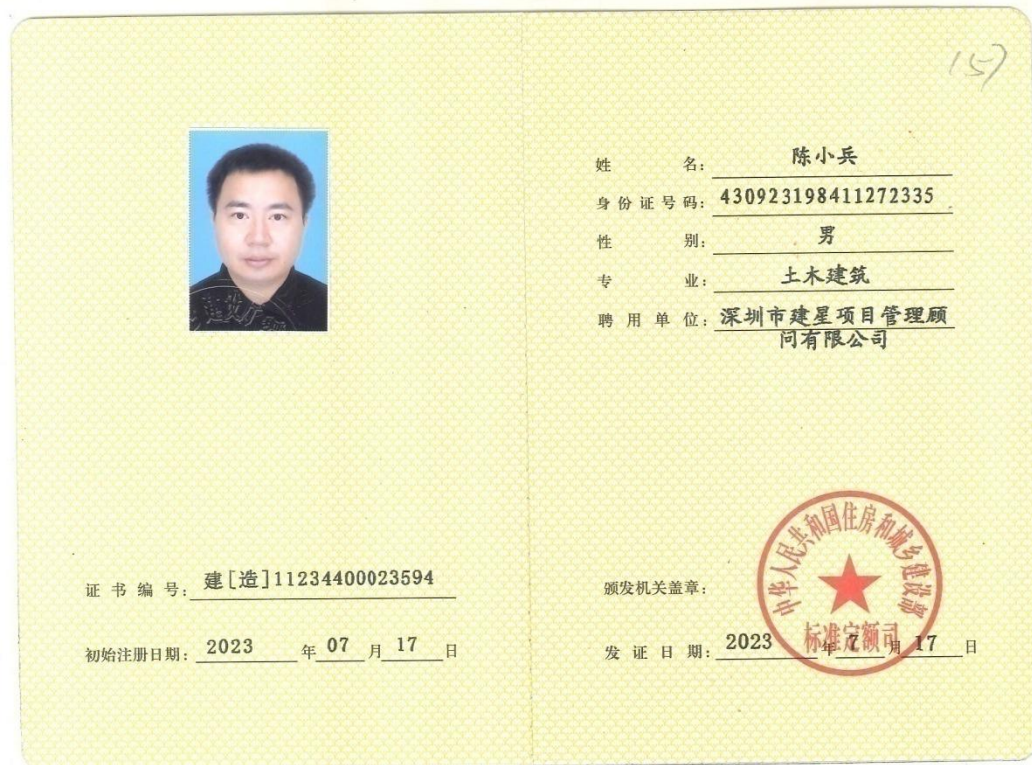 157
姓 名: 陈小兵
身份证号码: 430923198411272335
性 别: 男
专 业: 土木建筑
聘用单位: 深圳市建星项目管理顾
问有限公司
证书编号: 建[造]11234400023594
初始注册日期: 2023 年 07 月 17 日
颁发机关盖章:
中华人民共和国住房和城乡建设部
标准定额司
发证日期: 2023 年 7 月 17 日